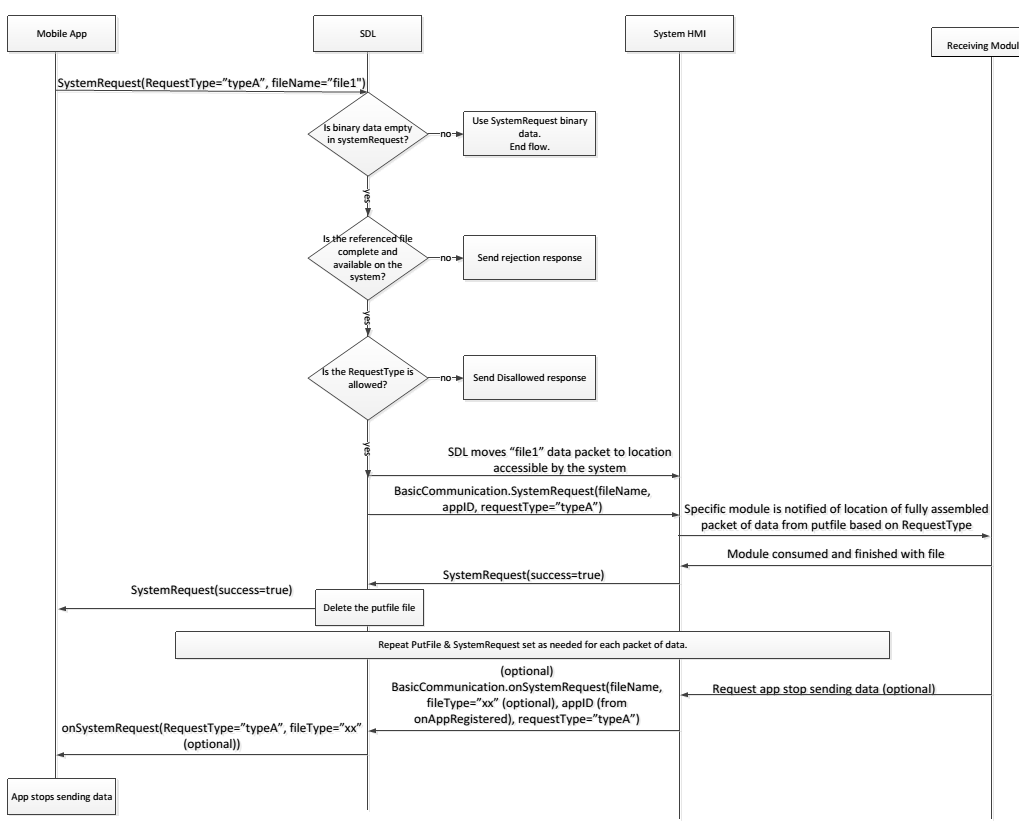 Mobile App
SDL
System HMI
Receiving Modul
SystemRequest(RequestType=”typeA”, fileName=”file1")
Is binary data empty
in systemRequest?
no
Use SystemRequest binary
data.
End flow.
yes
Is the referenced file
complete and
available on the
system?
no
Send rejection response
yes
Is the RequestType is
allowed?
no
Send Disallowed response
yes
SDL moves “file1” data packet to location
accessible by the system
BasicCommunication.SystemRequest(fileName,
appID, requestType=”typeA”)
Specific module is notified of location of fully assembled
packet of data from putfile based on RequestType
Module consumed and finished with file
SystemRequest(success=true)
SystemRequest(success=true)
Delete the putfile file
Repeat PutFile & SystemRequest set as needed for each packet of data.
(optional)
BasicCommunication.onSystemRequest(fileName,
fileType=”xx” (optional), appID (from
onAppRegistered), requestType=”typeA”)
Request app stop sending data (optional)
onSystemRequest(RequestType=”typeA”, fileType=”xx”
(optional))
App stops sending data